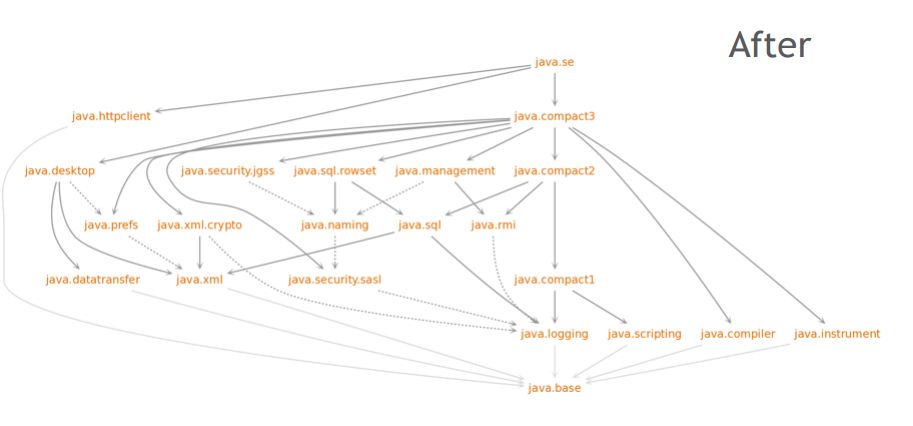 After
java.se
java.httpclient
java.compact3
java.desktop
java.security.jgss
java.sql.rowset
java.management
java.compact2
java.prefs
java.xml.crypto
java.naming
java.sql
java.rmi
java.datatransfer
java.xml
java.security.sasl
java.compact1
java.logging
java.scripting
java.compiler
java.instrument
java.base